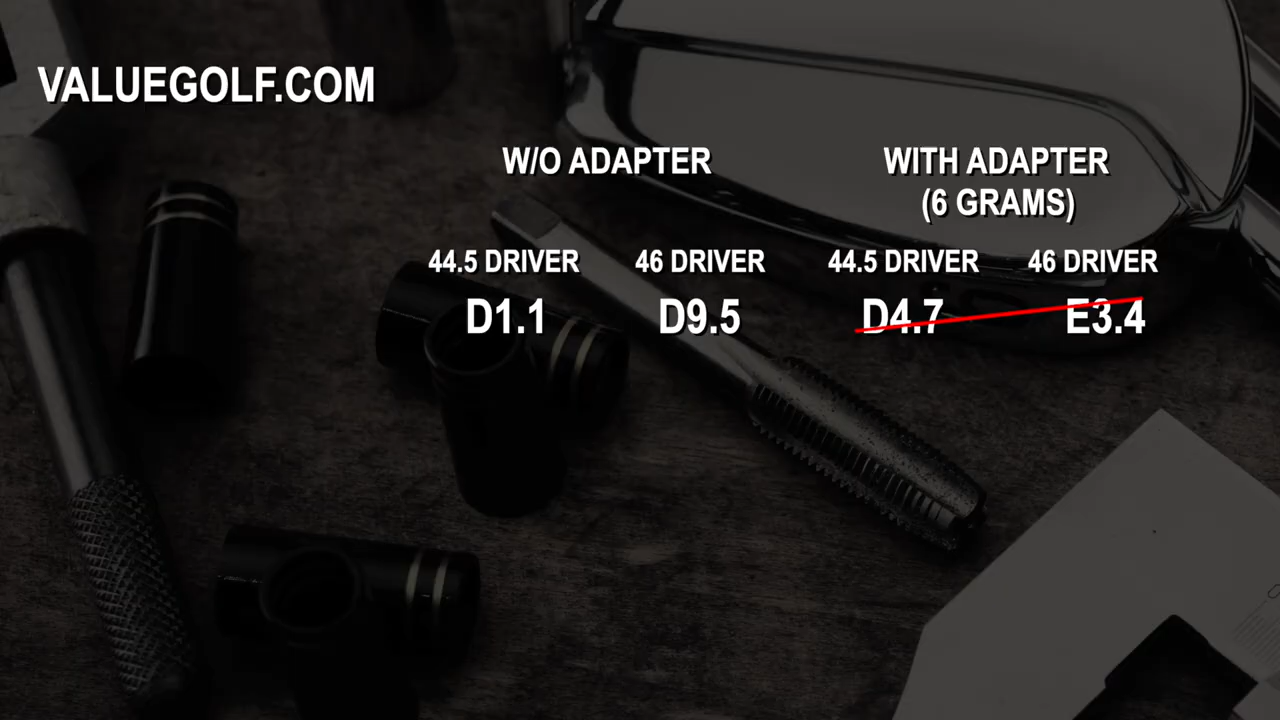 VALUEGOLF.COM
W/O ADAPTER
WITH ADAPTER
(6 GRAMS)
44.5 DRIVER 46 DRIVER 44.5 DRIVER 46 DRIVER
D1.1 D9.5 D4.7 E3.4